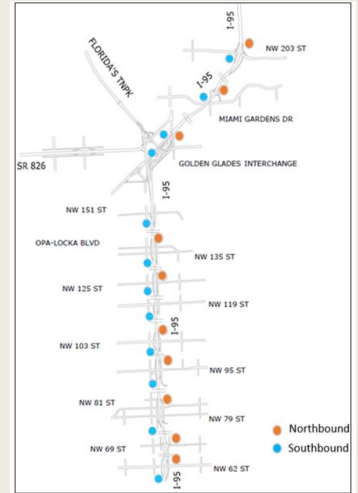 NW 203 ST
FLORIDA'S TNPK
I-95
I-95
MIAMI GARDENS DR
GOLDEN GLADES INTERCHANGE
SR 826
I-95
NW 151 ST
OPA-LOCKA BLVD
NW 135 ST
NW 125 ST
NW 119 ST
I-95
NW 103 ST
NW 95 ST
NW 81 ST
NW 79 ST
NW 69 ST
NW 62 ST
I-95
Northbound
Southbound